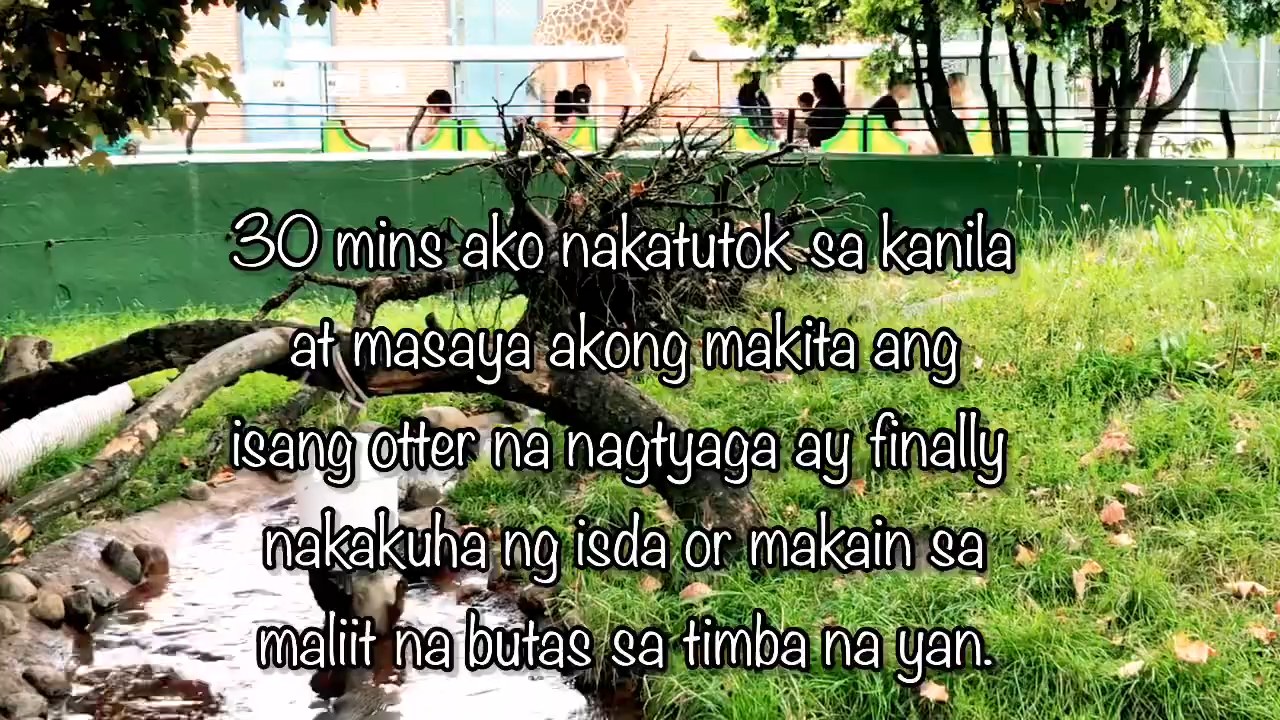 30 mins ako nakatutok sa kanila
at masaya akong makita ang
isang otter na nagtyaga ay finally
nakakuha ng isda or makain sa
maliit na butas sa timba na yan.